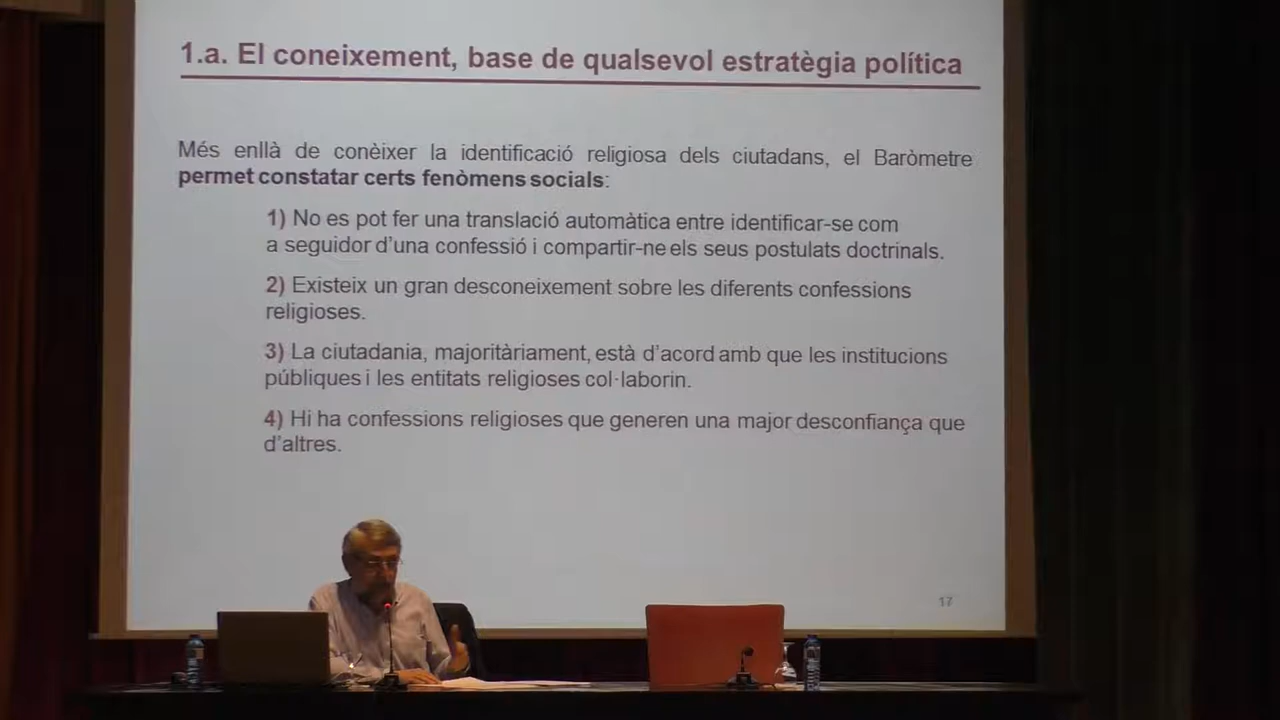 1.a. El coneixement, base de qualsevol estratègia política
Més enllà de conèixer la identificació religiosa dels ciutadans, el Baròmetre
permet constatar certs fenòmens socials:
1) No es pot fer una translació automàtica entre identificar-se com
a seguidor d'una confessió i compartir-ne els seus postulats doctrinals.
2) Existeix un gran desconeixement sobre les diferents confessions
religioses.
3) La ciutadania, majoritàriament, està d'acord amb que les institucions
públiques i les entitats religioses col·laborin.
4) Hi ha confessions religioses que generen una major desconfiança que
d'altres.
17